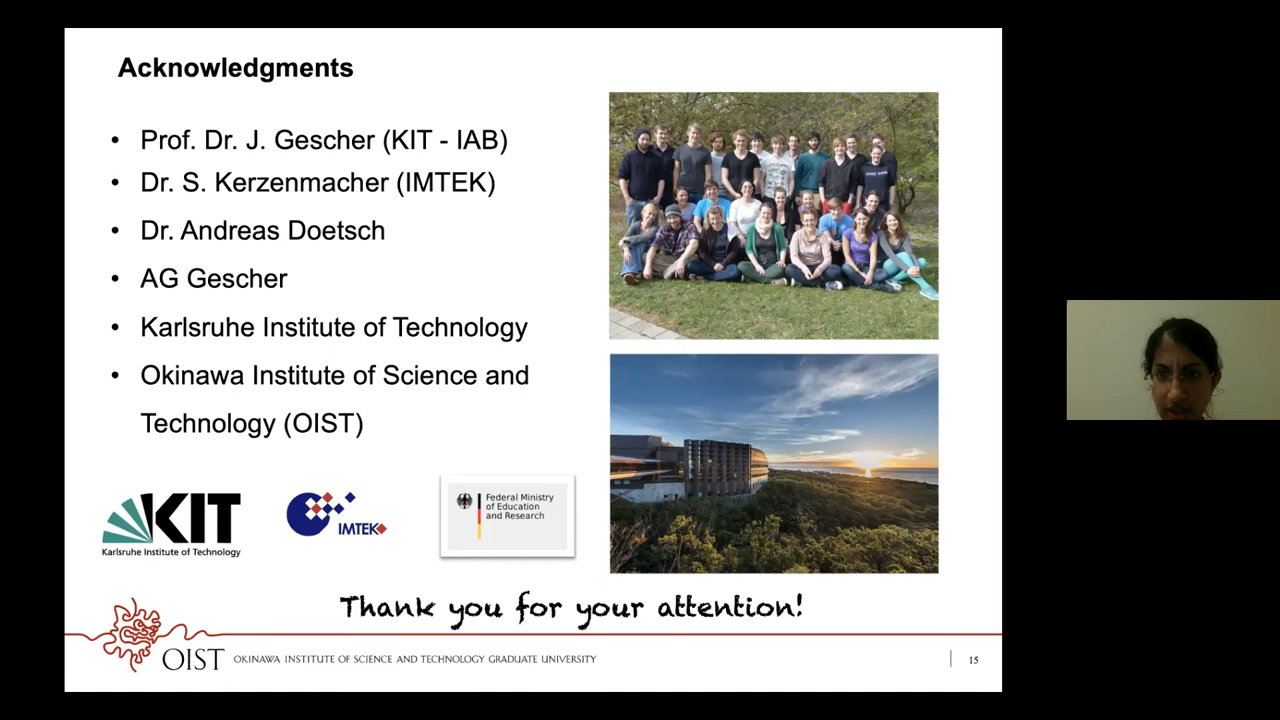 Acknowledgments
• Prof. Dr. J. Gescher (KIT - IAB)
• Dr. S. Kerzenmacher (IMTEK)
• Dr. Andreas Doetsch
• AG Gescher
• Karlsruhe Institute of Technology
• Okinawa Institute of Science and
Technology (OIST)
KIT
Karlsruhe Institute of Technology
IMTEK
Federal Ministry
of Education
and Research
Thank you for your attention!
OIST OKINAWA INSTITUTE OF SCIENCE AND TECHNOLOGY GRADUATE UNIVERSITY
15